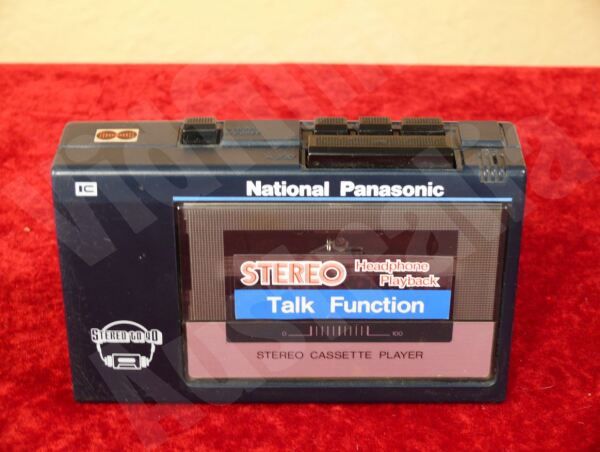 IC
National Panasonic
STEREO Headphone
Playback
Talk Function
0 100
STEREO CASSETTE PLAYER
STEREO TO GO